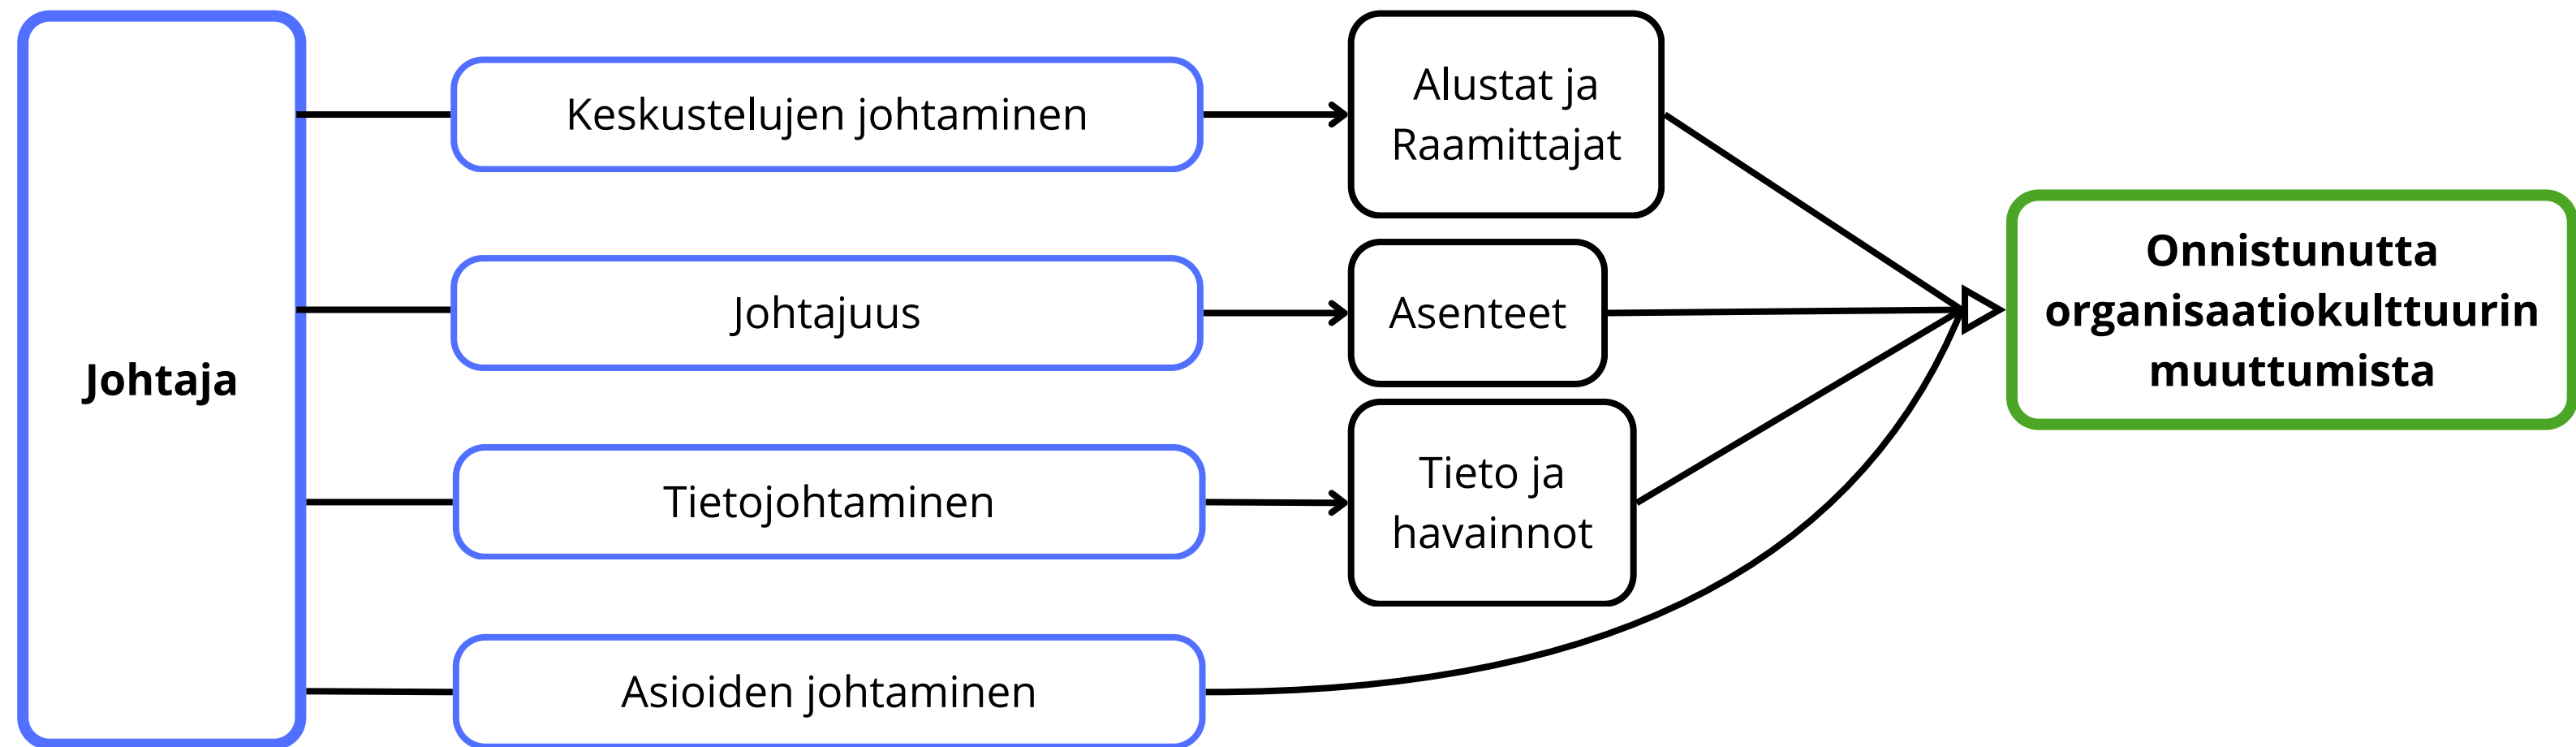 Johtaja
Keskustelujen johtaminen
Alustat ja
Raamittajat
Johtajuus
Asenteet
Tietojohtaminen
Tieto ja
havainnot
Asioiden johtaminen
Onnistunutta
organisaatiokulttuurin
muuttumista